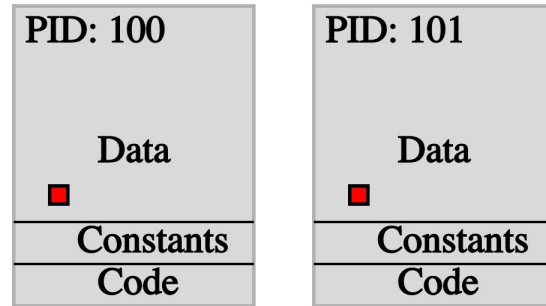 PID: 100
Data
Constants
Code
PID: 101
Data
Constants
Code